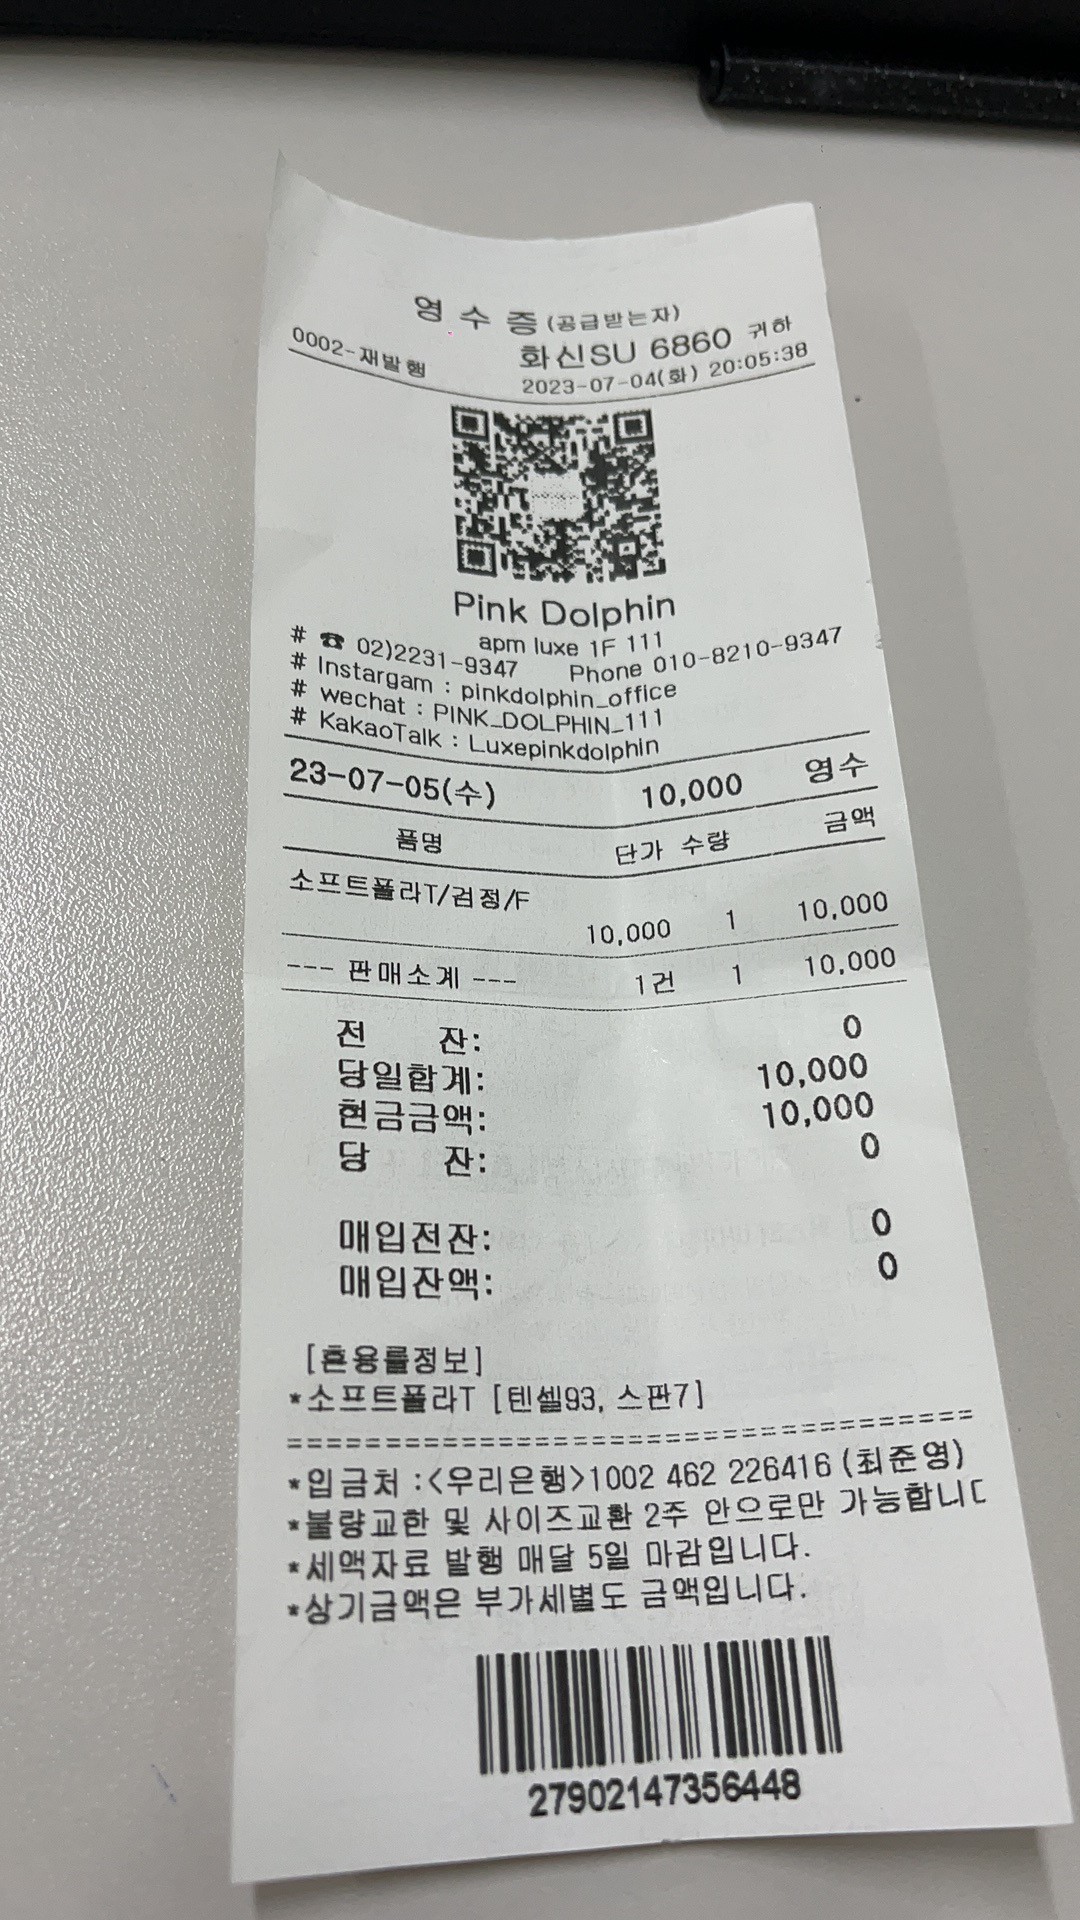 영 수 증 (공급받는자)
0002-재발행 화신SU 6860 귀하
2023-07-04(화) 20:05:38
Pink Dolphin
apm luxe 1F 111
# ☎ 02)2231-9347 Phone 010-8210-9347
# Instargam : pinkdolphin_office
# wechat : PINK_DOLPHIN_111
# KakaoTalk : Luxepinkdolphin
23-07-05(수) 10,000 영수
품명 단가 수량 금액
소프트폴라T/검정/F
10,000 1 10,000
--- 판매소계 --- 1건 1 10,000
전 잔: 0
당일합계: 10,000
현금금액: 10,000
당 잔: 0
매입전잔: 0
매입잔액: 0
[혼용률정보]
*소프트폴라T [텐셀93, 스판7]
===================================
*입금처 :<우리은행>1002 462 226416 (최준영)
*불량교한 및 사이즈교환 2주 안으로만 가능합니다
*세액자료 발행 매달 5일 마감입니다.
*상기금액은 부가세별도 금액입니다.
27902147356448